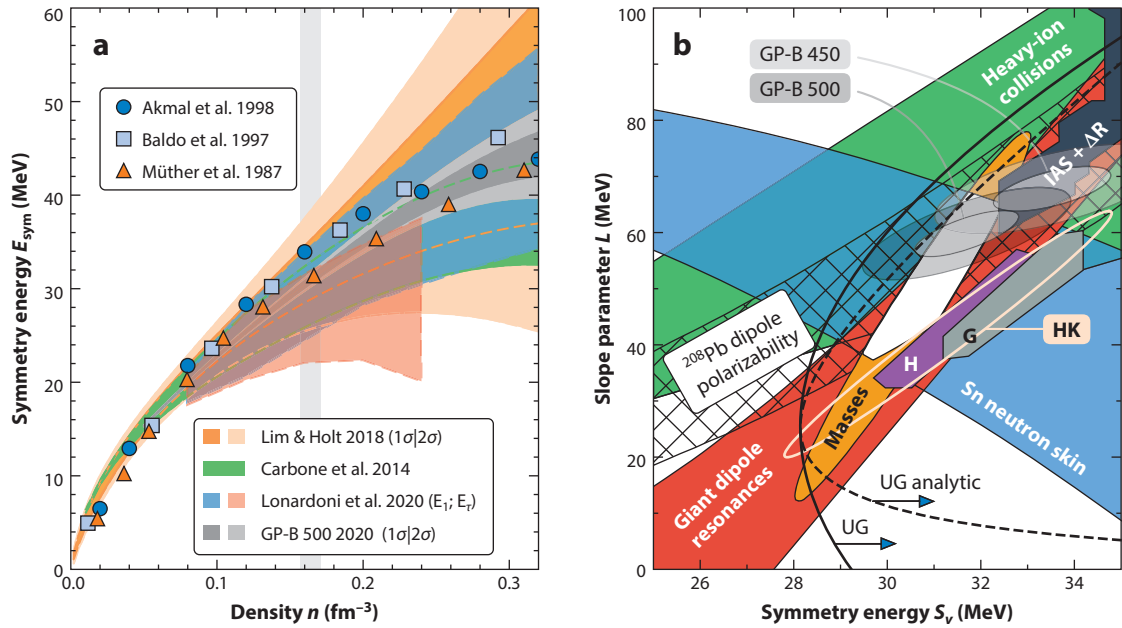 a
Symmetry energy E_sym (MeV)
60
50
40
30
20
10
0
Akmal et al. 1998
Baldo et al. 1997
Müther et al. 1987
Lim & Holt 2018 (1σ|2σ)
Carbone et al. 2014
Lonardoni et al. 2020 (E₁; E_τ)
GP-B 500 2020 (1σ|2σ)
0.0
0.1
0.2
0.3
Density n (fm⁻³)
b
Slope parameter L (MeV)
100
80
60
40
20
0
GP-B 450
GP-B 500
Heavy-ion
collisions
IAS + ΔR
²⁰⁸Pb dipole
polarizability
H
G
HK
Masses
Sn neutron
skin
Giant dipole
resonances
UG analytic
UG
26
28
30
32
34
Symmetry energy S_v (MeV)